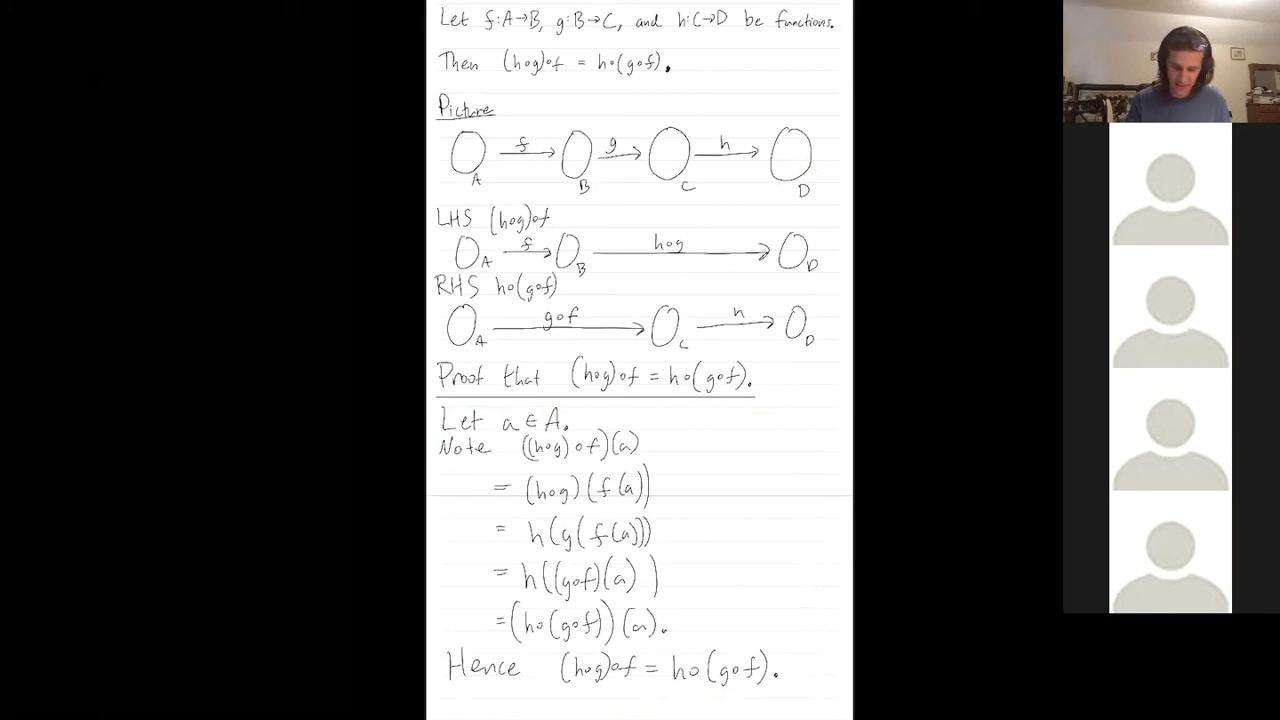 Let f:A→B, g:B→C, and h:C→D be functions.
Then (h∘g)∘f = h∘(g∘f).
Picture
f g h
A B C D
LHS (h∘g)∘f
f h∘g
A B D
RHS h∘(g∘f)
g∘f h
A C D
Proof that (h∘g)∘f = h∘(g∘f).
Let a ∈ A.
Note ((h∘g)∘f)(a)
= (h∘g)(f(a))
= h(g(f(a)))
= h((g∘f)(a))
= (h∘(g∘f))(a).
Hence (h∘g)∘f = h∘(g∘f).